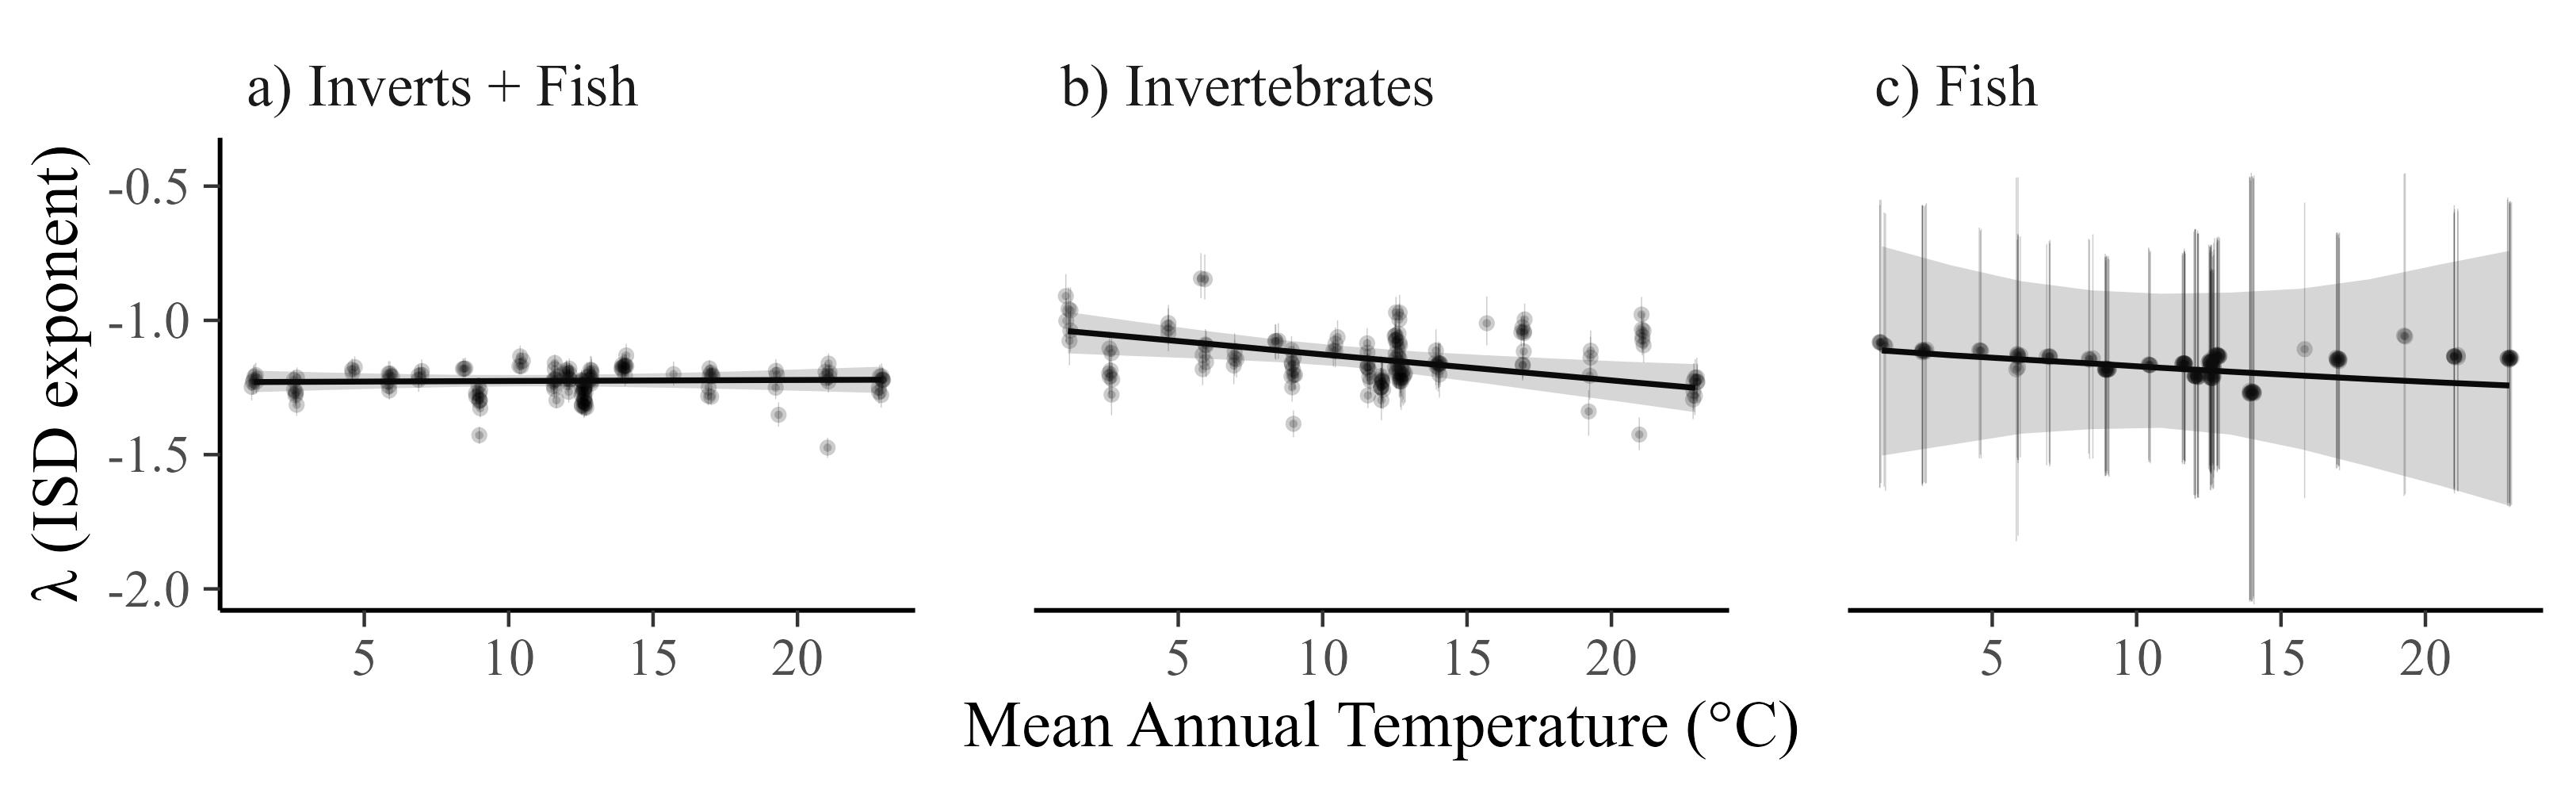 a) Inverts + Fish
b) Invertebrates
c) Fish
λ (ISD exponent)
-0.5
-1.0
-1.5
-2.0
5 10 15 20
5 10 15 20
5 10 15 20
Mean Annual Temperature (°C)